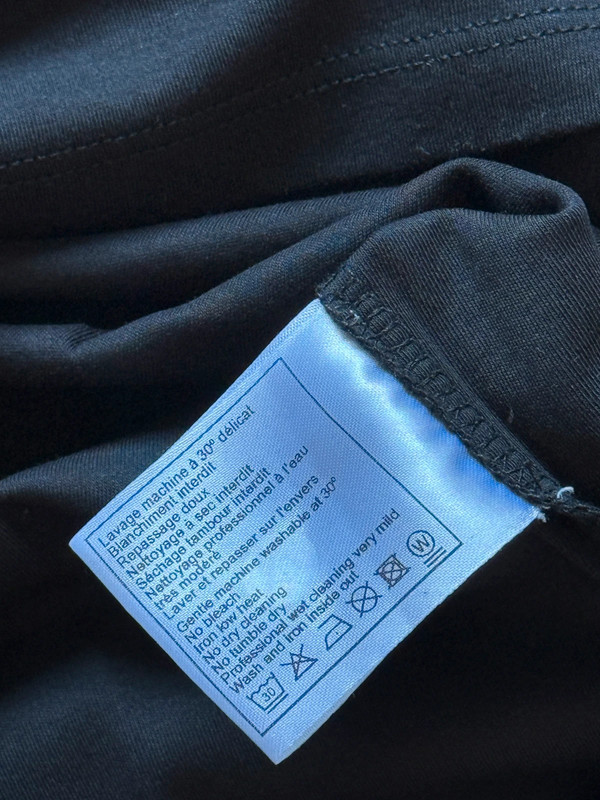 Lavage machine à 30° délicat
Blanchiment interdit
Repassage doux
Nettoyage à sec interdit
Séchage tambour interdit
Nettoyage professionnel à l'eau
très modéré
Laver et repasser sur l'envers
Gentle machine washable at 30°
No bleach
Iron low heat
No dry cleaning
No tumble dry
Professional wet cleaning very mild
Wash and iron inside out
30 W